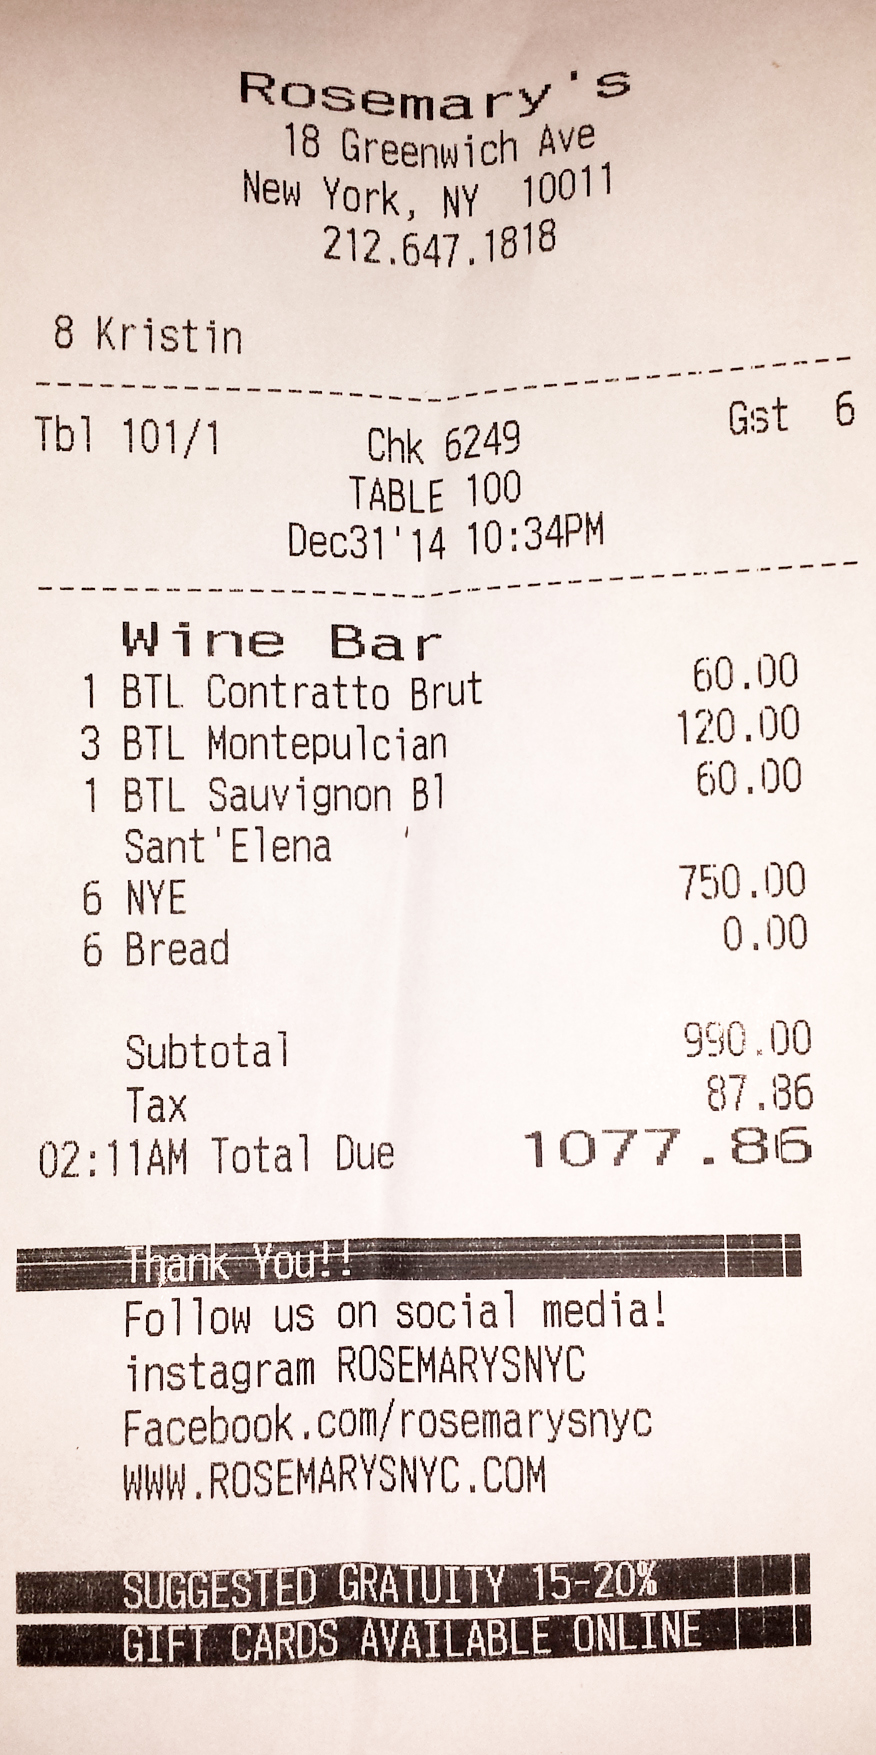 Rosemary's
18 Greenwich Ave
New York, NY 10011
212.647.1818
8 Kristin
Tbl 101/1 Chk 6249 Gst 6
TABLE 100
Dec31'14 10:34PM
Wine Bar
1 BTL Contratto Brut 60.00
3 BTL Montepulcian 120.00
1 BTL Sauvignon Bl 60.00
Sant'Elena
6 NYE 750.00
6 Bread 0.00
Subtotal 990.00
Tax 87.86
02:11AM Total Due 1077.86
Thank You!!
Follow us on social media!
instagram ROSEMARYSNYC
Facebook.com/rosemarysnyc
WWW.ROSEMARYSNYC.COM
SUGGESTED GRATUITY 15-20%
GIFT CARDS AVAILABLE ONLINE